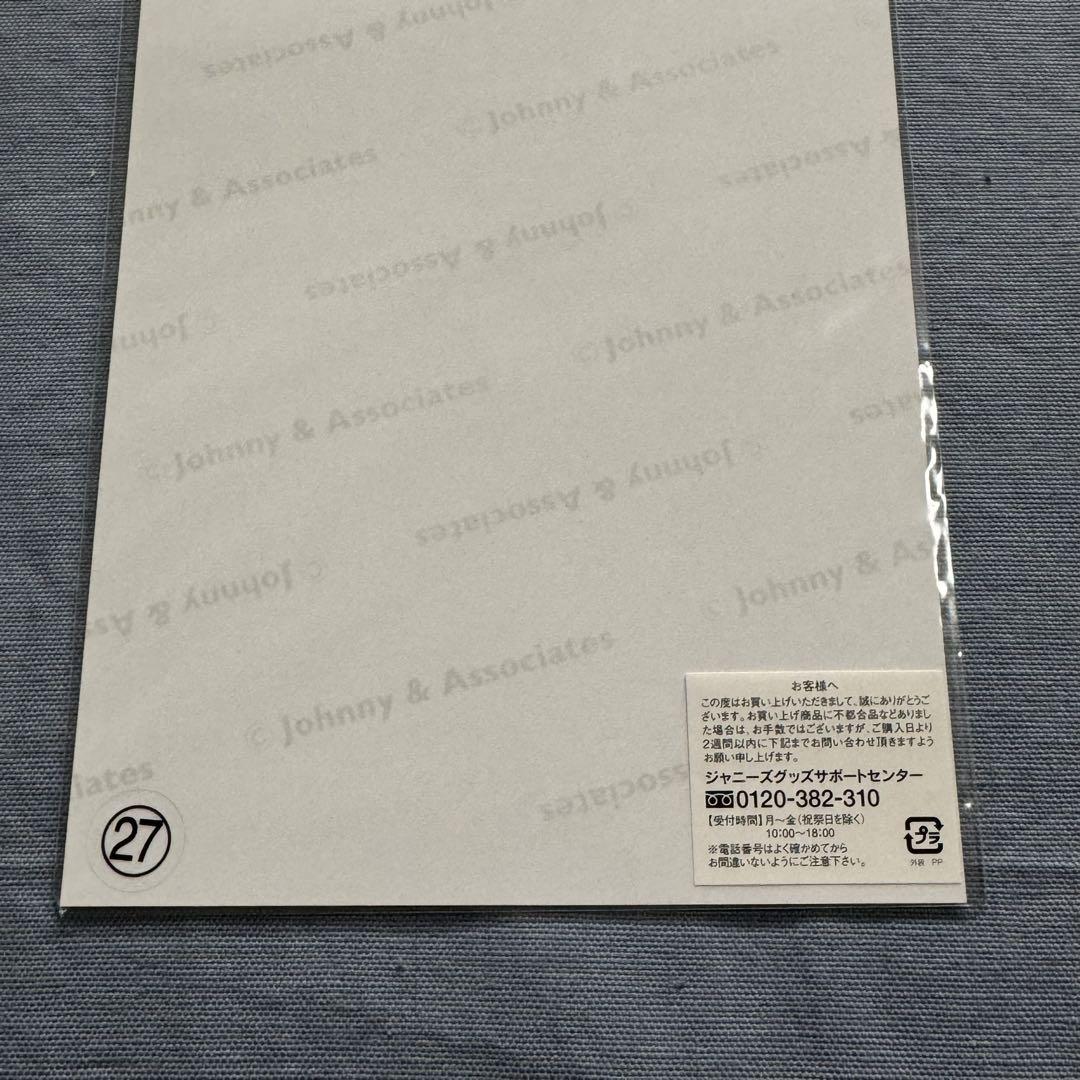 & Associates
© Johnny & Associates
nny & Associates
© Johnny & Associates
Associates
© John
© Johnny & Associates
© Johnny & Associates
© Johnny & Associates
© Johnny & Ass
© Johnny & As
© Johnny & Associates
Associates
㉗
お客様へ
この度はお買い上げいただきまして、誠にありがとうご
ざいます。お買い上げ商品に不都合品などありまし
た場合は、お手数ではございますが、ご購入日より
2週間以内に下記までお問い合わせ頂きますよう
お願い申し上げます。
ジャニーズグッズサポートセンター
0120-382-310
【受付時間】月～金(祝祭日を除く)
10:00～18:00
※電話番号はよく確かめてから
お間違いないようにご注意下さい。
プラ
外装 PP